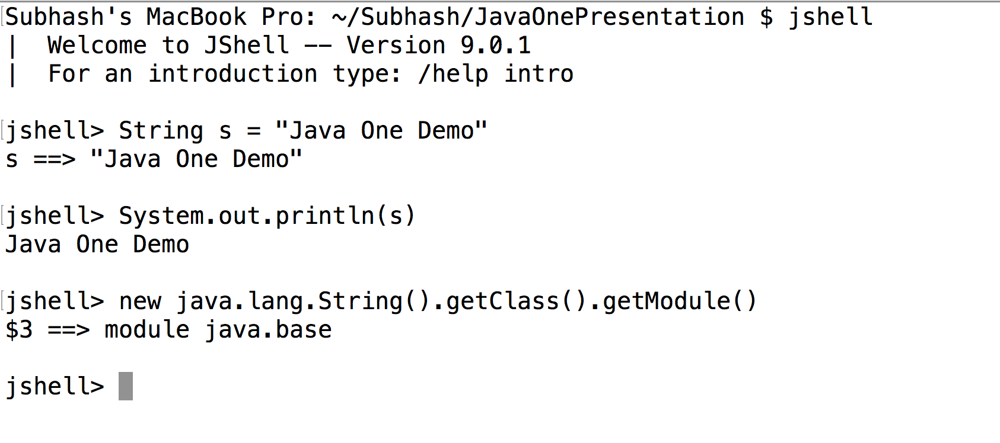 Subhash's MacBook Pro: ~/Subhash/JavaOnePresentation $ jshell
|  Welcome to JShell -- Version 9.0.1
|  For an introduction type: /help intro
jshell> String s = "Java One Demo"
s ==> "Java One Demo"
jshell> System.out.println(s)
Java One Demo
jshell> new java.lang.String().getClass().getModule()
$3 ==> module java.base
jshell>